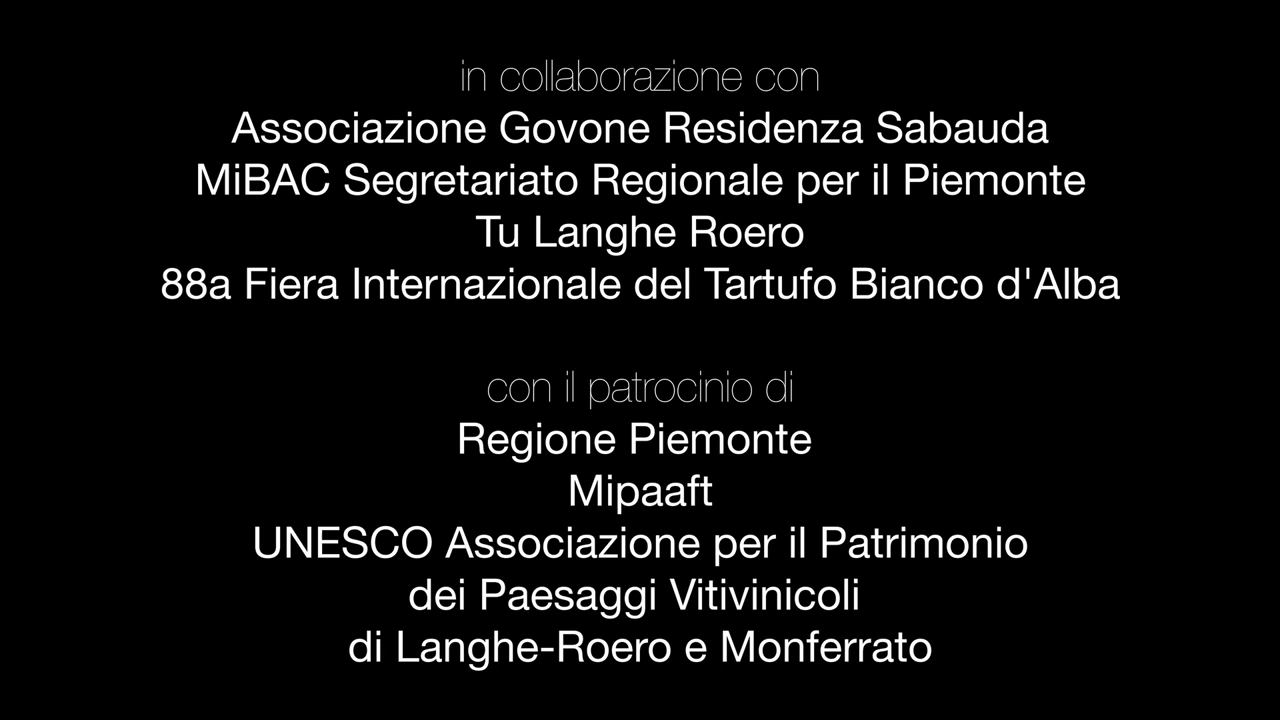 in collaborazione con
Associazione Govone Residenza Sabauda
MiBAC Segretariato Regionale per il Piemonte
Tu Langhe Roero
88a Fiera Internazionale del Tartufo Bianco d'Alba
con il patrocinio di
Regione Piemonte
Mipaaft
UNESCO Associazione per il Patrimonio
dei Paesaggi Vitivinicoli
di Langhe-Roero e Monferrato